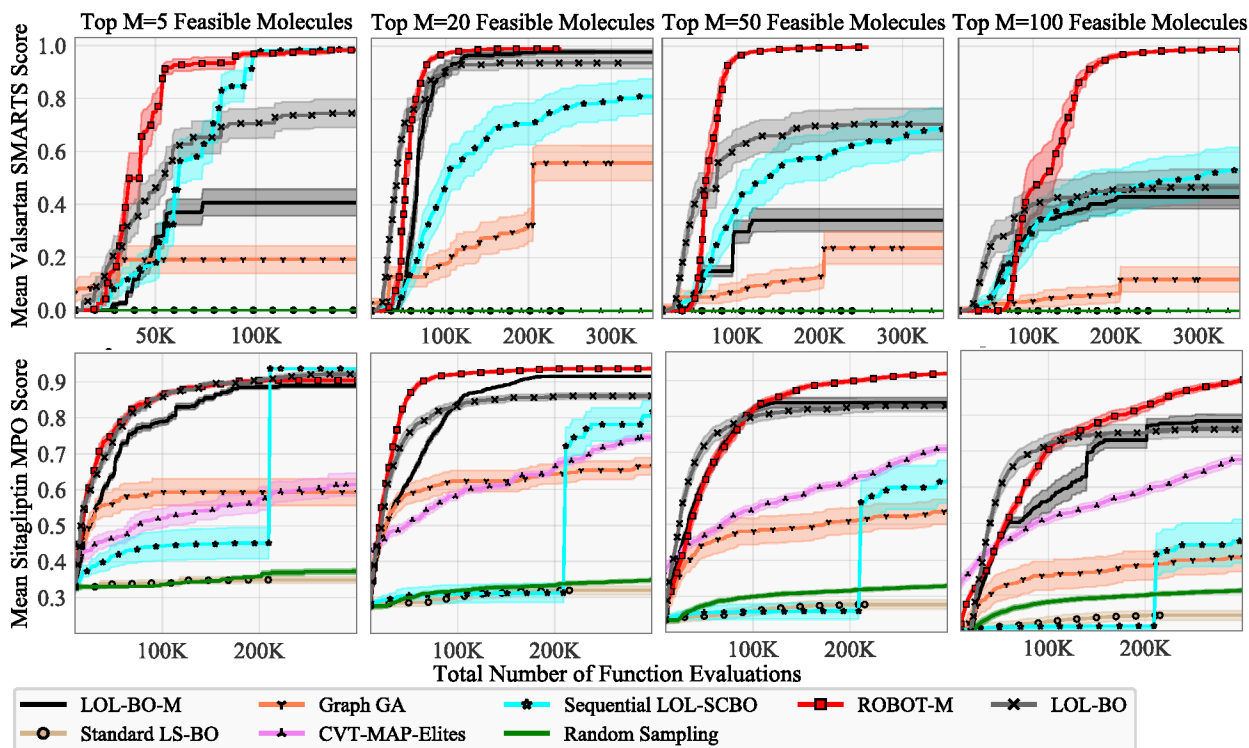 Top M=5 Feasible Molecules Top M=20 Feasible Molecules Top M=50 Feasible Molecules Top M=100 Feasible Molecules
Mean Valsartan SMARTS Score
1.0
0.8
0.6
0.4
0.2
0.0
50K 100K 100K 200K 300K 100K 200K 300K 100K 200K 300K
Mean Sitagliptin MPO Score
0.9
0.8
0.7
0.6
0.5
0.4
0.3
100K 200K 100K 200K 100K 200K 100K 200K
Total Number of Function Evaluations
LOL-BO-M Graph GA Sequential LOL-SCBO ROBOT-M LOL-BO
Standard LS-BO CVT-MAP-Elites Random Sampling